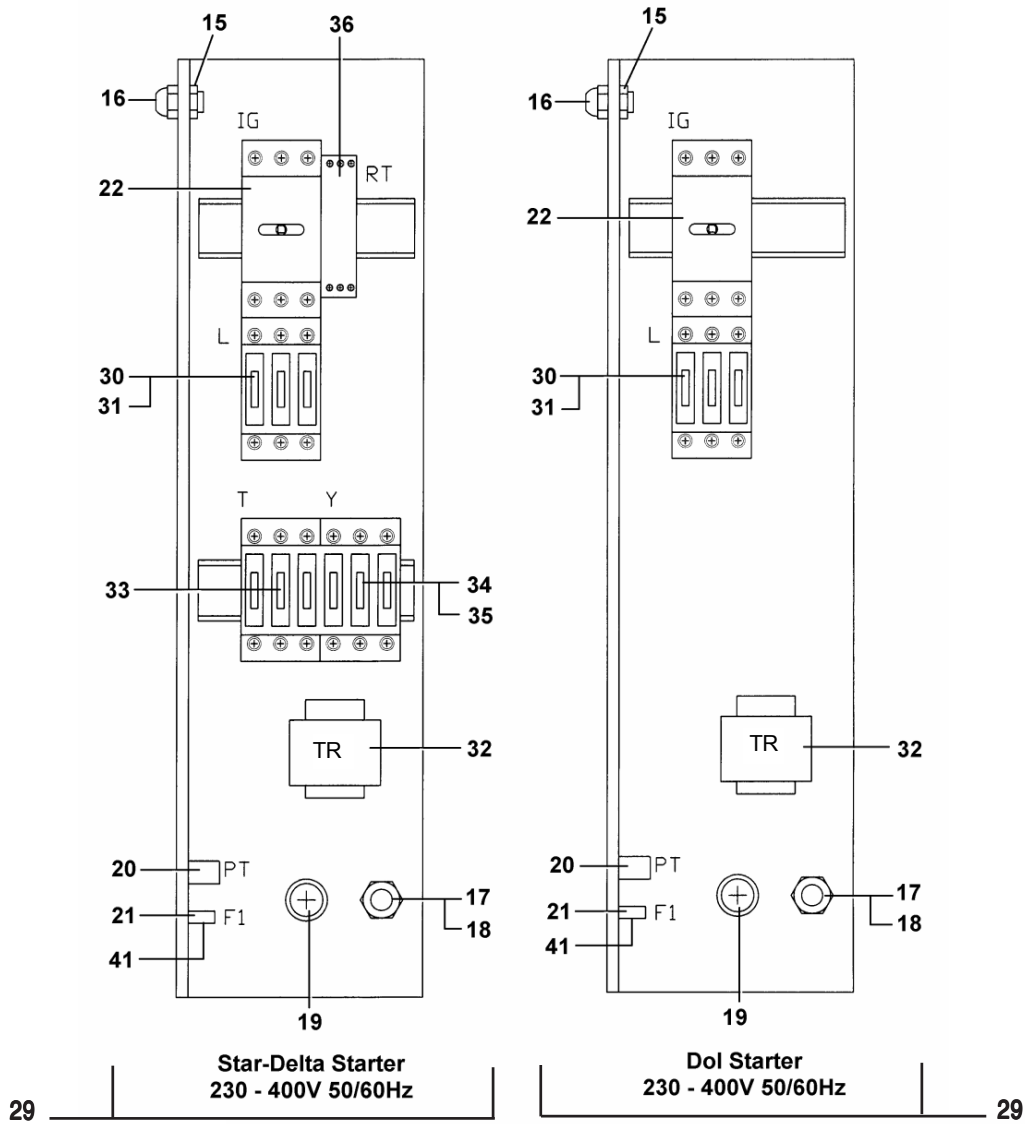 15
36
16
IG
RT
22
L
30
31
T
Y
33
34
35
TR
32
20
PT
21
F1
41
17
18
19
Star-Delta Starter
230 - 400V 50/60Hz
29
15
16
IG
22
L
30
31
TR
32
20
PT
21
F1
41
17
18
19
Dol Starter
230 - 400V 50/60Hz
29